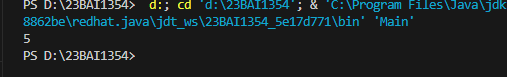 PS D:\23BAI1354>  d:; cd 'd:\23BAI1354'; & 'C:\Program Files\Java\jdk
8862be\redhat.java\jdt_ws\23BAI1354_5e17d771\bin' 'Main'
5
PS D:\23BAI1354>